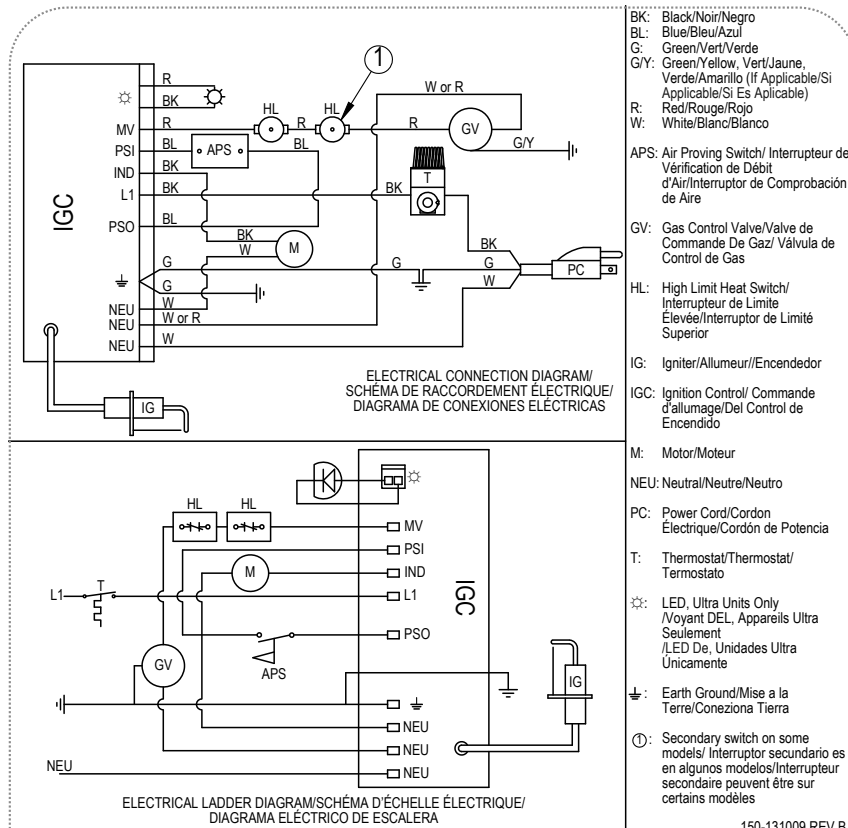 R
BK
HL
HL
W or R
MV
R
R
R
GV
PSI
BL
APS
BL
G/Y
IND
BK
L1
BK
BK
T
IGC
PSO
BL
BK
W
M
BK
G
G
G
W
PC
G
NEU
W
NEU
W or R
NEU
W
IG
ELECTRICAL CONNECTION DIAGRAM/
SCHÉMA DE RACCORDEMENT ÉLECTRIQUE/
DIAGRAMA DE CONEXIONES ELÉCTRICAS
1
HL
HL
MV
PSI
M
IND
L1
T
L1
IGC
PSO
APS
GV
IG
NEU
NEU
NEU
NEU
ELECTRICAL LADDER DIAGRAM/SCHÉMA D'ÉCHELLE ÉLECTRIQUE/
DIAGRAMA ELÉCTRICO DE ESCALERA
BK: Black/Noir/Negro
BL: Blue/Bleu/Azul
G: Green/Vert/Verde
G/Y: Green/Yellow, Vert/Jaune,
Verde/Amarillo (If Applicable/Si
Applicable/Si Es Aplicable)
R: Red/Rouge/Rojo
W: White/Blanc/Blanco
APS: Air Proving Switch/ Interrupteur de
Vérification de Débit
d'Air/Interruptor de Comprobación
de Aire
GV: Gas Control Valve/Valve de
Commande De Gaz/ Válvula de
Control de Gas
HL: High Limit Heat Switch/
Interrupteur de Limite
Élevée/Interruptor de Limité
Superior
IG: Igniter/Allumeur//Encendedor
IGC: Ignition Control/ Commande
d'allumage/Del Control de
Encendido
M: Motor/Moteur
NEU: Neutral/Neutre/Neutro
PC: Power Cord/Cordon
Électrique/Cordón de Potencia
T: Thermostat/Thermostat/
Termostato
: LED, Ultra Units Only
/Voyant DEL, Appareils Ultra
Seulement
/LED De, Unidades Ultra
Únicamente
: Earth Ground/Mise a la
Terre/Coneziona Tierra
1: Secondary switch on some
models/ Interruptor secundario es
en algunos modelos/Interrupteur
secondaire peuvent être sur
certains modèles
150-131009 REV B